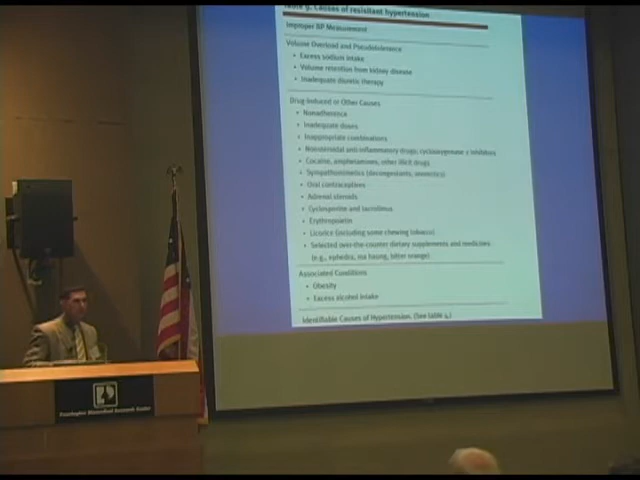 Table 9. Causes of resistant hypertension
Improper BP Measurement
Volume Overload and Pseudotolerance
• Excess sodium intake
• Volume retention from kidney disease
• Inadequate diuretic therapy
Drug-Induced or Other Causes
• Nonadherence
• Inadequate doses
• Inappropriate combinations
• Nonsteroidal anti-inflammatory drugs; cyclooxygenase 2 inhibitors
• Cocaine, amphetamines, other illicit drugs
• Sympathomimetics (decongestants, anorectics)
• Oral contraceptives
• Adrenal steroids
• Cyclosporine and tacrolimus
• Erythropoietin
• Licorice (including some chewing tobacco)
• Selected over-the-counter dietary supplements and medicines
(e.g., ephedra, ma huang, bitter orange)
Associated Conditions
• Obesity
• Excess alcohol intake
Identifiable Causes of Hypertension. (See table 4.)
Pennington Biomedical Research Center